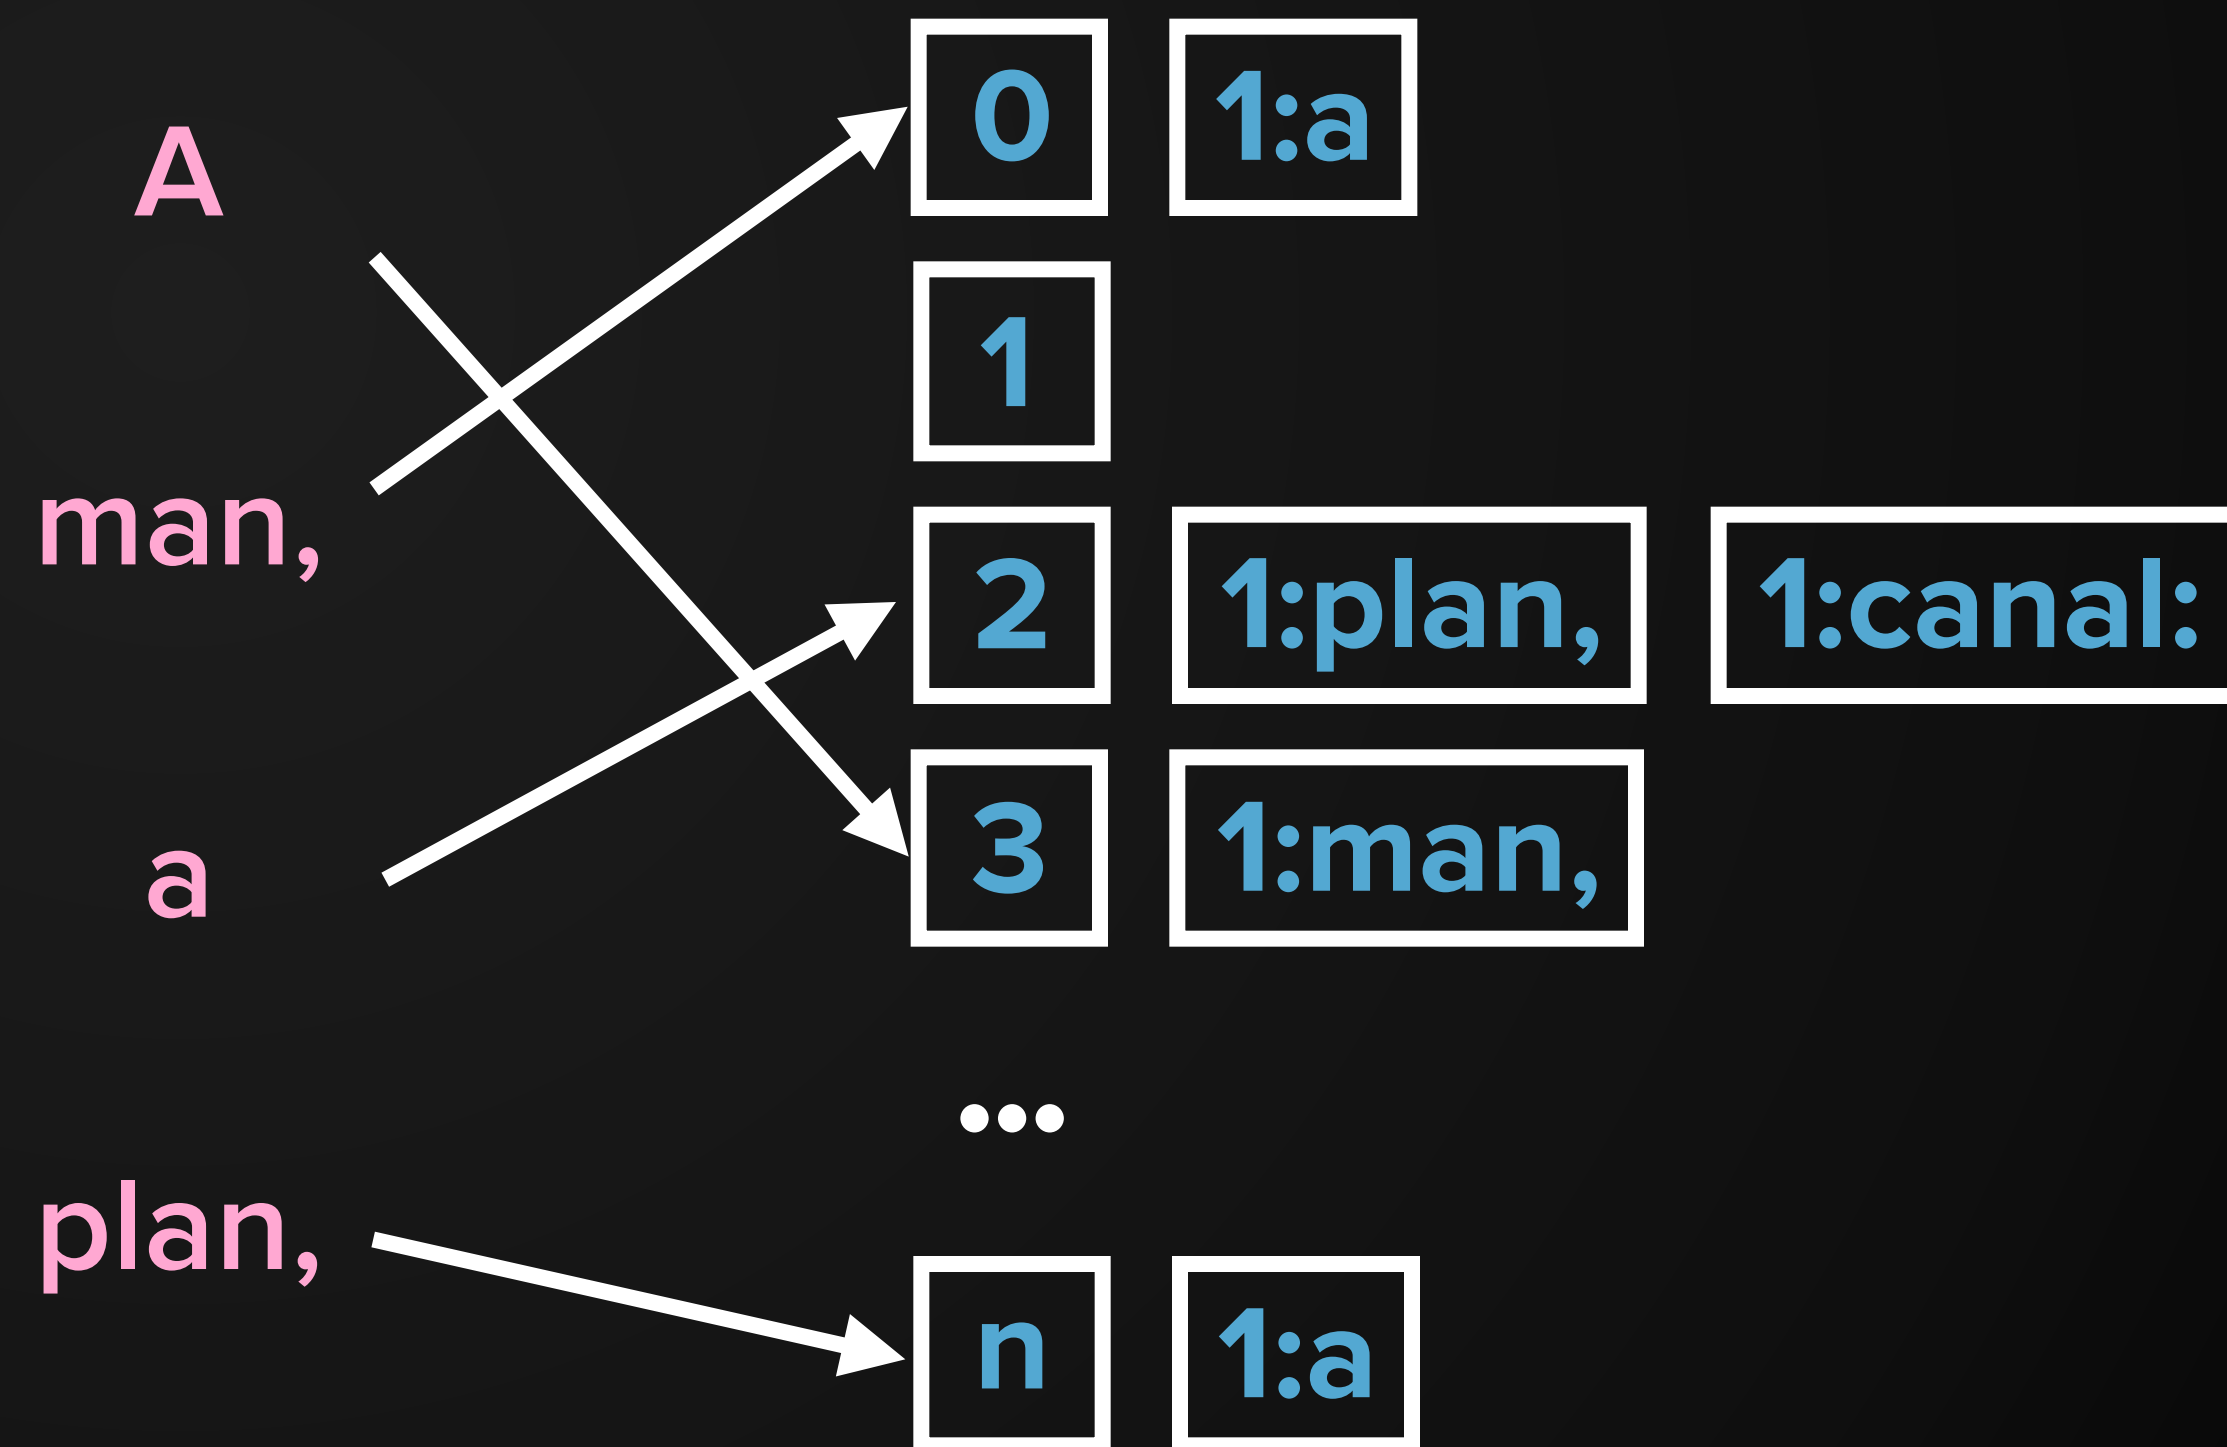 A
man,
a
plan,
0 1:a
1
2 1:plan, 1:canal:
3 1:man,
...
n 1:a